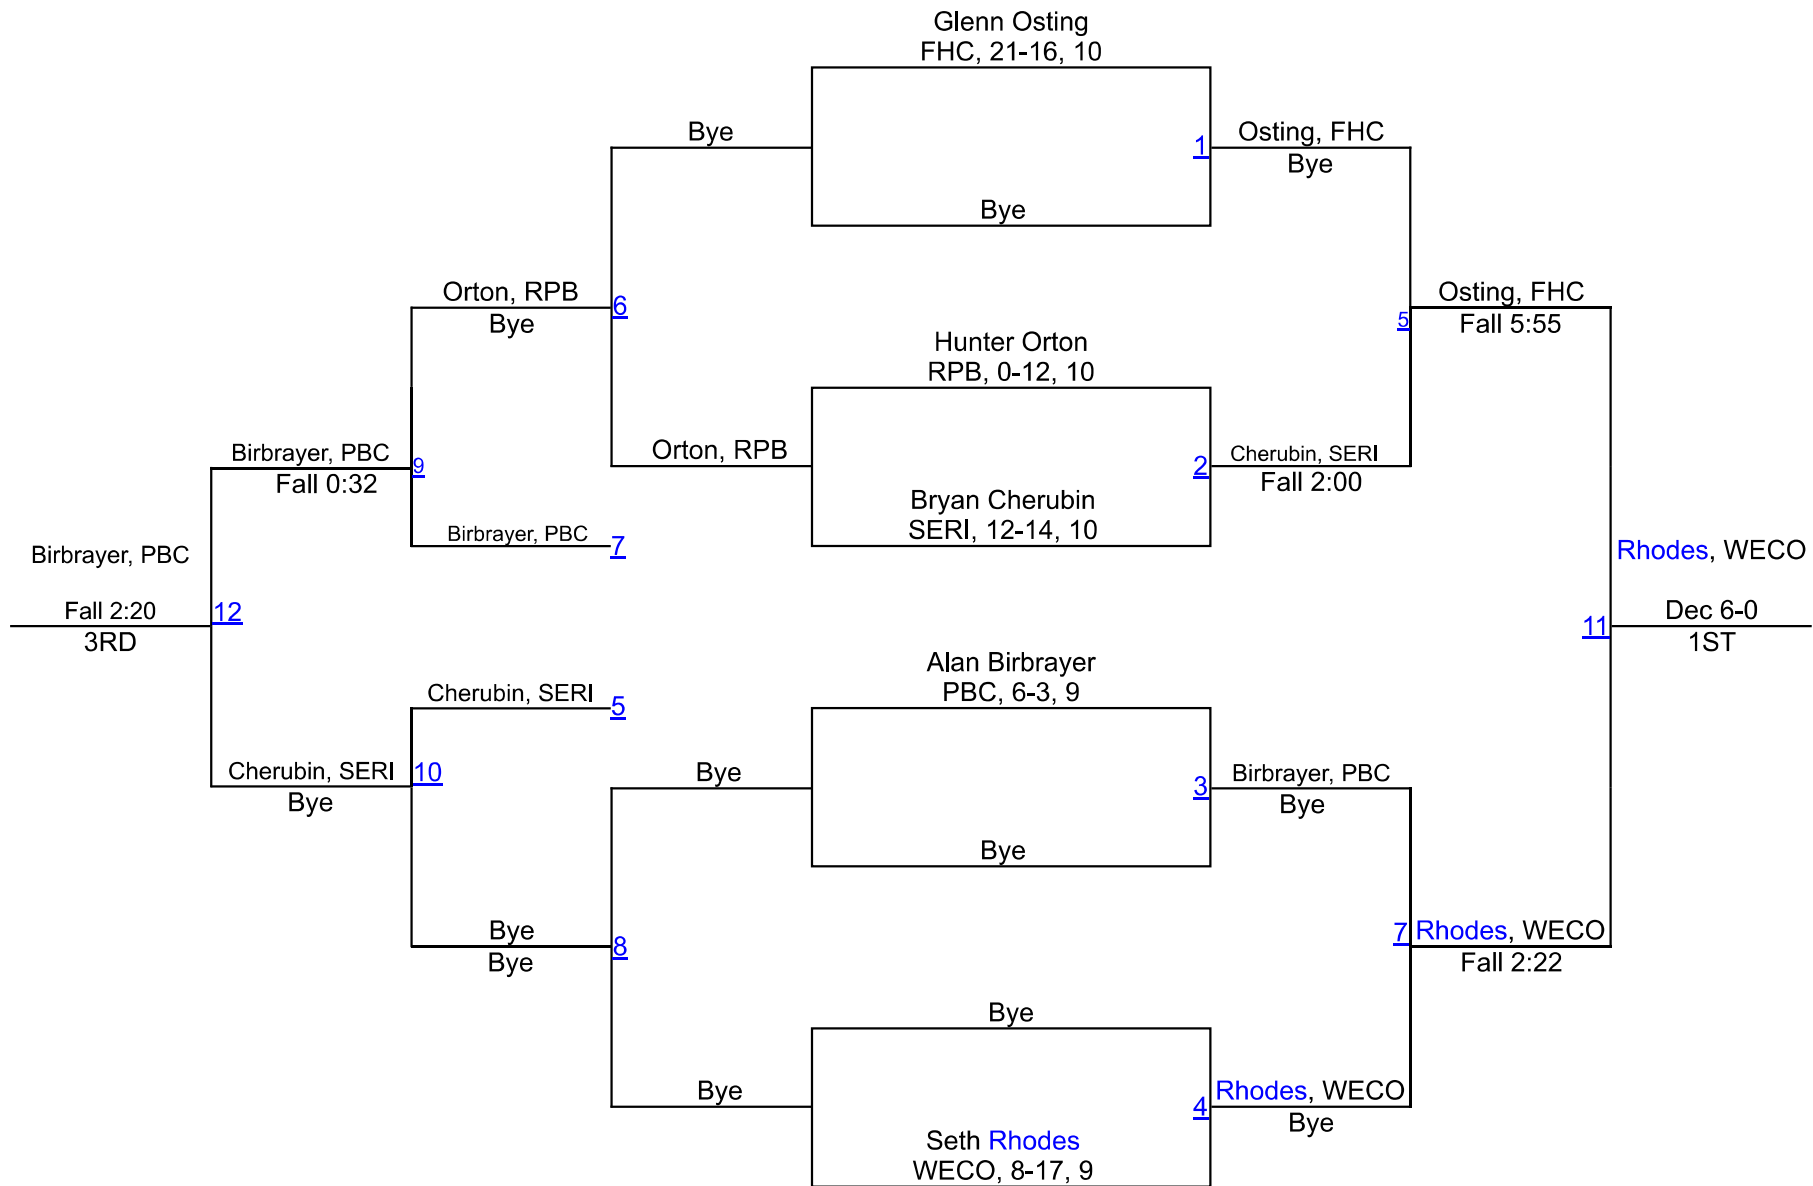 Glenn Osting
FHC, 21-16, 10
Bye
1
Osting, FHC
Bye
Bye
Orton, RPB
Bye
6
Osting, FHC
Fall 5:55
5
Hunter Orton
RPB, 0-12, 10
Birbrayer, PBC
Fall 0:32
9
Orton, RPB
2
Cherubin, SERI
Fall 2:00
Bryan Cherubin
SERI, 12-14, 10
Birbrayer, PBC
7
Birbrayer, PBC
Fall 2:20
3RD
12
Rhodes, WECO
Dec 6-0
1ST
11
Alan Birbrayer
PBC, 6-3, 9
Cherubin, SERI
5
Cherubin, SERI
Bye
10
Bye
3
Birbrayer, PBC
Bye
Bye
Bye
Bye
8
7
Rhodes, WECO
Fall 2:22
Bye
Bye
4
Rhodes, WECO
Bye
Seth Rhodes
WECO, 8-17, 9